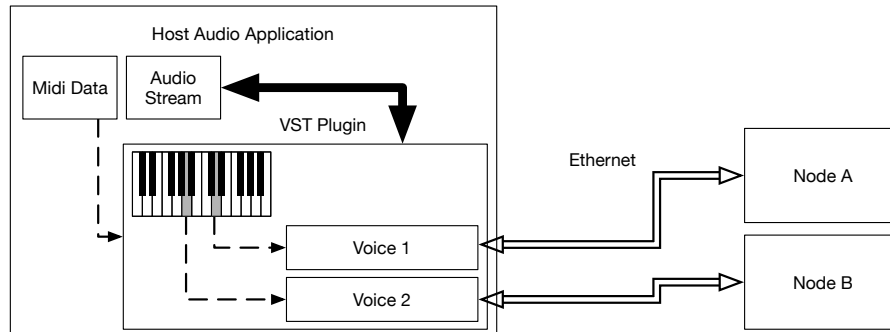 Host Audio Application
Midi Data
Audio
Stream
VST Plugin
Ethernet
Node A
Voice 1
Node B
Voice 2